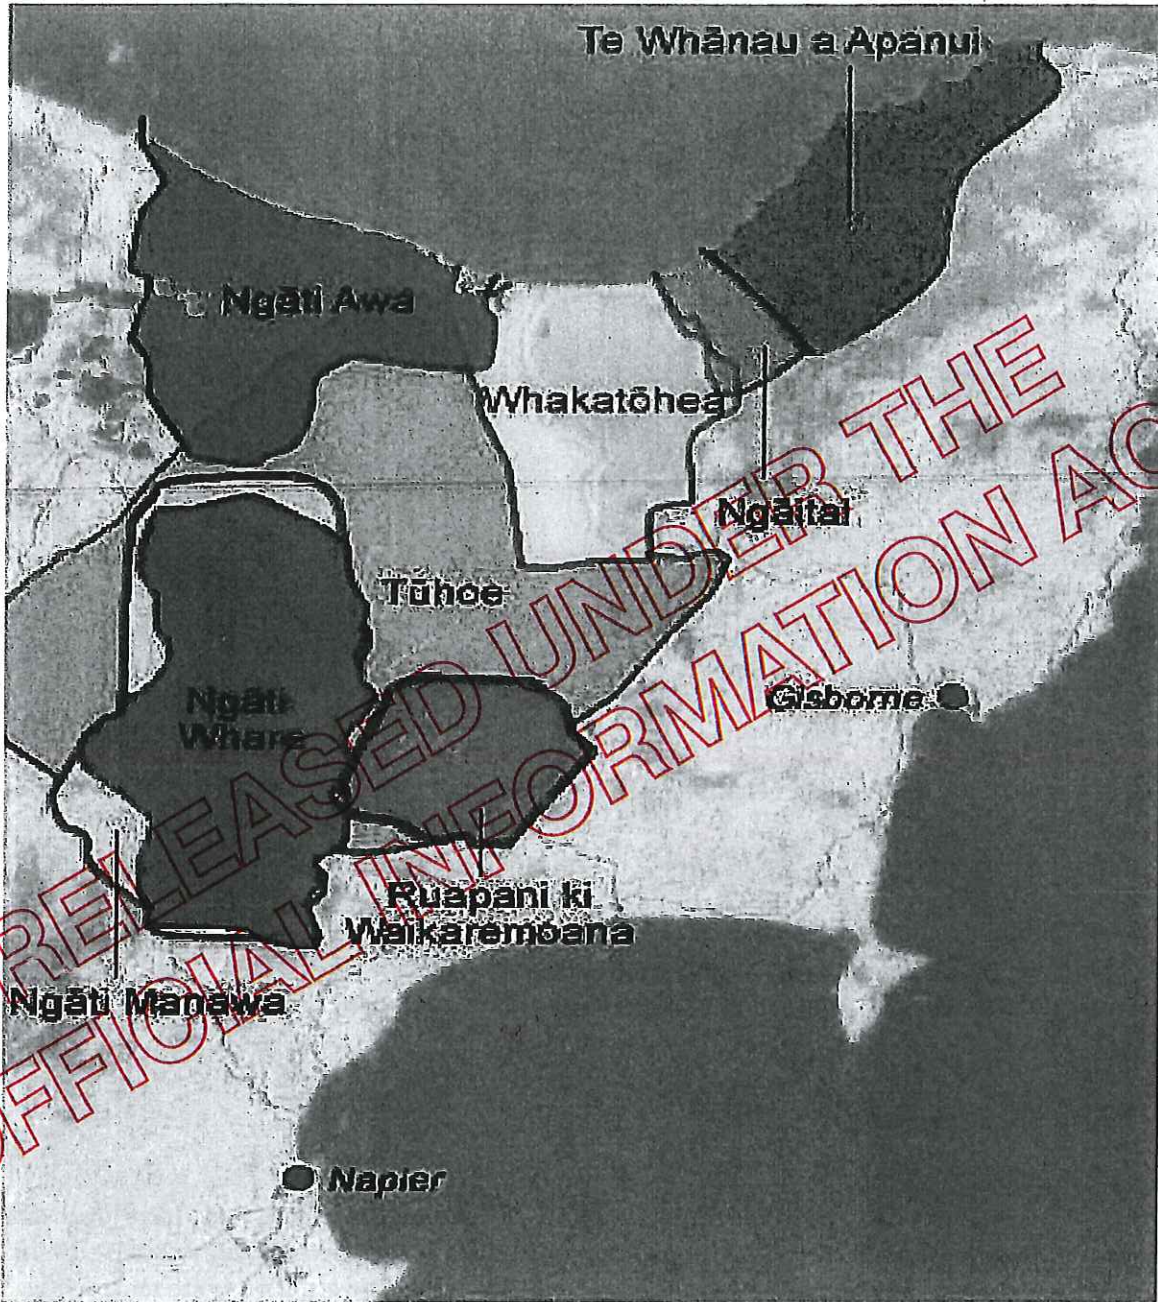 Te Whānau a Apanui
Ngāti Awa
Whakatōhea
Ngāitai
Tūhoe
Gisborne
Ngāti
Whare
Ruapani ki
Waikaremoana
Ngāti Manawa
Napier
RELEASED UNDER THE
OFFICIAL INFORMATION AC